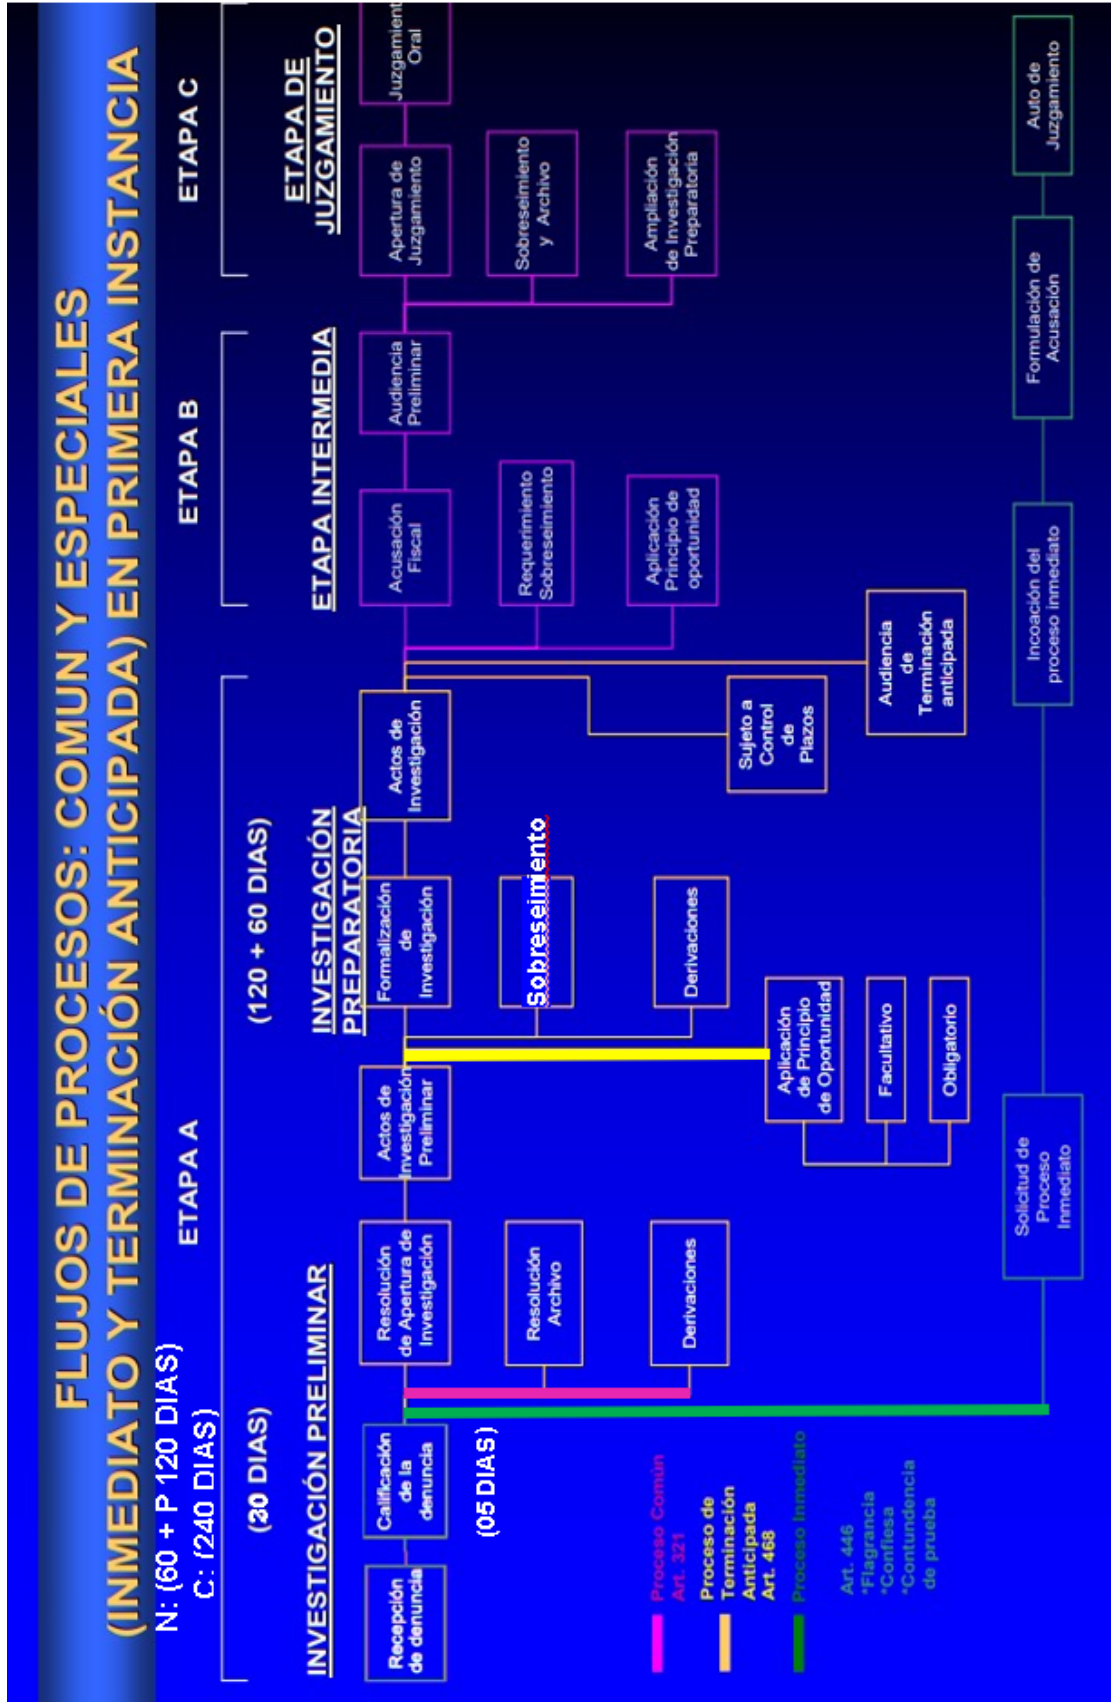 FLUJOS DE PROCESOS: COMUN Y ESPECIALES
(INMEDIATO Y TERMINACIÓN ANTICIPADA) EN PRIMERA INSTANCIA
N: (60 + P 120 DIAS)
C: (240 DIAS)
ETAPA A
ETAPA B
ETAPA C
(20 DIAS)
(120 + 60 DIAS)
INVESTIGACIÓN PRELIMINAR
INVESTIGACIÓN
PREPARATORIA
ETAPA INTERMEDIA
ETAPA DE
JUZGAMIENTO
Recepción
de denuncia
Calificación
de la
denuncia
Resolución
de Apertura de
Investigación
Actos de
Investigación
Preliminar
Formalización
de
Investigación
Actos de
Investigación
Acusación
Fiscal
Audiencia
Preliminar
Apertura de
Juzgamiento
Juzgamient
Oral
(05 DIAS)
Resolución
Archivo
Sobreseimiento
Requerimiento
Sobreseimiento
Sobreseimiento
y Archivo
Derivaciones
Derivaciones
Aplicación
Principio de
oportunidad
Ampliación
de Investigación
Preparatoria
Aplicación
de Principio
de Oportunidad
Facultativo
Obligatorio
Sujeto a
Control
de
Plazos
Audiencia
de
Terminación
anticipada
Solicitud de
Proceso
Inmediato
Incoación del
proceso inmediato
Formulación de
Acusación
Auto de
Juzgamiento
Proceso Común
Art. 321
Proceso de
Terminación
Anticipada
Art. 468
Proceso Inmediato
Art. 446
*Flagrancia
*Confiesa
*Contundencia
de prueba